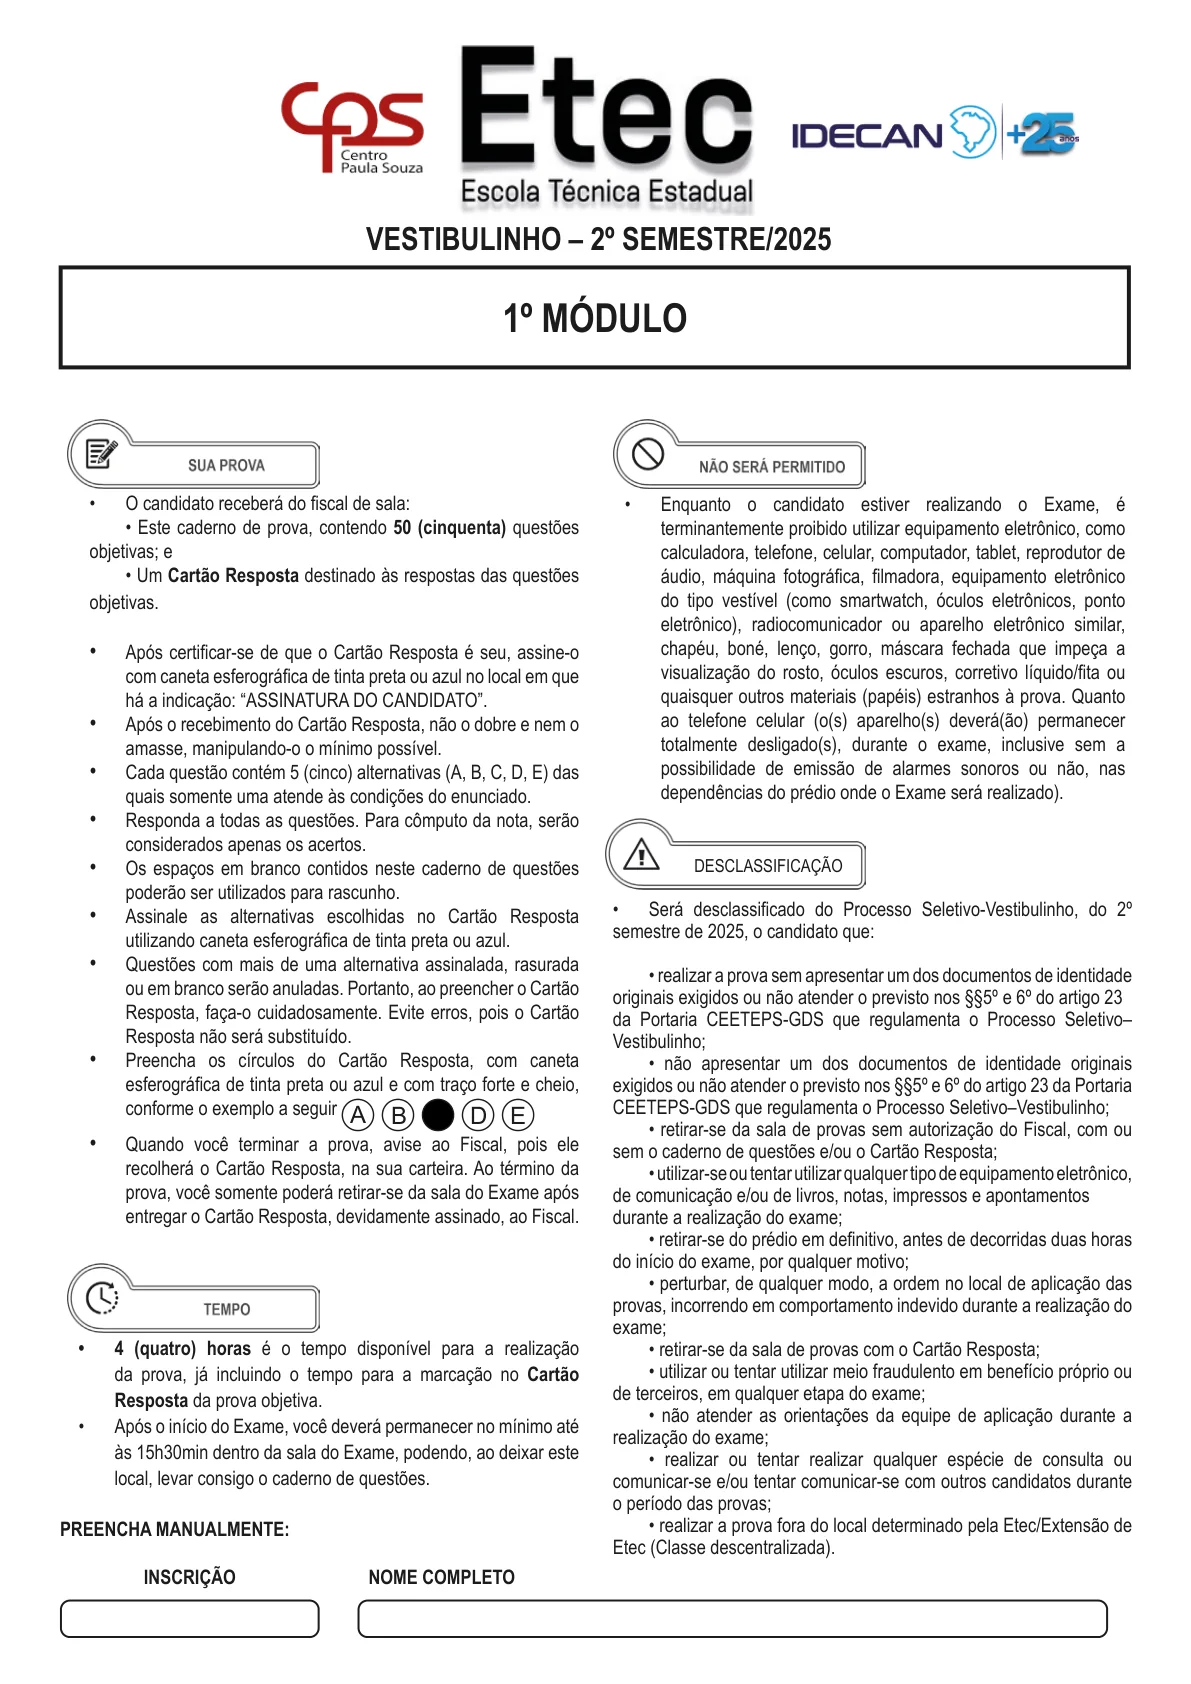 cps
Centro
Paula Souza
Etec
Escola Técnica Estadual
IDECAN
+25
anos
VESTIBULINHO – 2º SEMESTRE/2025
1º MÓDULO
SUA PROVA
• O candidato receberá do fiscal de sala:
• Este caderno de prova, contendo 50 (cinquenta) questões
objetivas; e
• Um Cartão Resposta destinado às respostas das questões
objetivas.
• Após certificar-se de que o Cartão Resposta é seu, assine-o
com caneta esferográfica de tinta preta ou azul no local em que
há a indicação: “ASSINATURA DO CANDIDATO”.
• Após o recebimento do Cartão Resposta, não o dobre e nem o
amasse, manipulando-o o mínimo possível.
• Cada questão contém 5 (cinco) alternativas (A, B, C, D, E) das
quais somente uma atende às condições do enunciado.
• Responda a todas as questões. Para cômputo da nota, serão
considerados apenas os acertos.
• Os espaços em branco contidos neste caderno de questões
poderão ser utilizados para rascunho.
• Assinale as alternativas escolhidas no Cartão Resposta
utilizando caneta esferográfica de tinta preta ou azul.
• Questões com mais de uma alternativa assinalada, rasurada
ou em branco serão anuladas. Portanto, ao preencher o Cartão
Resposta, faça-o cuidadosamente. Evite erros, pois o Cartão
Resposta não será substituído.
• Preencha os círculos do Cartão Resposta, com caneta
esferográfica de tinta preta ou azul e com traço forte e cheio,
conforme o exemplo a seguir A B D E
• Quando você terminar a prova, avise ao Fiscal, pois ele
recolherá o Cartão Resposta, na sua carteira. Ao término da
prova, você somente poderá retirar-se da sala do Exame após
entregar o Cartão Resposta, devidamente assinado, ao Fiscal.
TEMPO
• 4 (quatro) horas é o tempo disponível para a realização
da prova, já incluindo o tempo para a marcação no Cartão
Resposta da prova objetiva.
• Após o início do Exame, você deverá permanecer no mínimo até
às 15h30min dentro da sala do Exame, podendo, ao deixar este
local, levar consigo o caderno de questões.
NÃO SERÁ PERMITIDO
• Enquanto o candidato estiver realizando o Exame, é
terminantemente proibido utilizar equipamento eletrônico, como
calculadora, telefone, celular, computador, tablet, reprodutor de
áudio, máquina fotográfica, filmadora, equipamento eletrônico
do tipo vestível (como smartwatch, óculos eletrônicos, ponto
eletrônico), radiocomunicador ou aparelho eletrônico similar,
chapéu, boné, lenço, gorro, máscara fechada que impeça a
visualização do rosto, óculos escuros, corretivo líquido/fita ou
quaisquer outros materiais (papéis) estranhos à prova. Quanto
ao telefone celular (o(s) aparelho(s) deverá(ão) permanecer
totalmente desligado(s), durante o exame, inclusive sem a
possibilidade de emissão de alarmes sonoros ou não, nas
dependências do prédio onde o Exame será realizado).
DESCLASSIFICAÇÃO
• Será desclassificado do Processo Seletivo-Vestibulinho, do 2º
semestre de 2025, o candidato que:
• realizar a prova sem apresentar um dos documentos de identidade
originais exigidos ou não atender o previsto nos §§5º e 6º do artigo 23
da Portaria CEETEPS-GDS que regulamenta o Processo Seletivo–
Vestibulinho;
• não apresentar um dos documentos de identidade originais
exigidos ou não atender o previsto nos §§5º e 6º do artigo 23 da Portaria
CEETEPS-GDS que regulamenta o Processo Seletivo–Vestibulinho;
• retirar-se da sala de provas sem autorização do Fiscal, com ou
sem o caderno de questões e/ou o Cartão Resposta;
• utilizar-se ou tentar utilizar qualquer tipo de equipamento eletrônico,
de comunicação e/ou de livros, notas, impressos e apontamentos
durante a realização do exame;
• retirar-se do prédio em definitivo, antes de decorridas duas horas
do início do exame, por qualquer motivo;
• perturbar, de qualquer modo, a ordem no local de aplicação das
provas, incorrendo em comportamento indevido durante a realização do
exame;
• retirar-se da sala de provas com o Cartão Resposta;
• utilizar ou tentar utilizar meio fraudulento em benefício próprio ou
de terceiros, em qualquer etapa do exame;
• não atender as orientações da equipe de aplicação durante a
realização do exame;
• realizar ou tentar realizar qualquer espécie de consulta ou
comunicar-se e/ou tentar comunicar-se com outros candidatos durante
o período das provas;
• realizar a prova fora do local determinado pela Etec/Extensão de
Etec (Classe descentralizada).
PREENCHA MANUALMENTE:
INSCRIÇÃO NOME COMPLETO